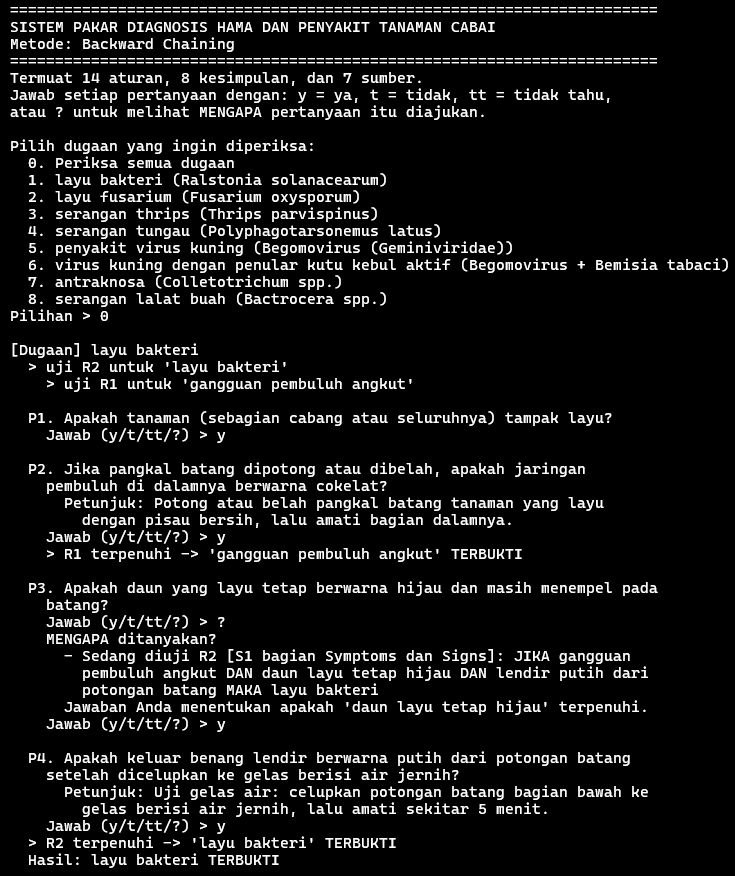 ========================================================================
SISTEM PAKAR DIAGNOSIS HAMA DAN PENYAKIT TANAMAN CABAI
Metode: Backward Chaining
========================================================================
Termuat 14 aturan, 8 kesimpulan, dan 7 sumber.
Jawab setiap pertanyaan dengan: y = ya, t = tidak, tt = tidak tahu,
atau ? untuk melihat MENGAPA pertanyaan itu diajukan.

Pilih dugaan yang ingin diperiksa:
  0. Periksa semua dugaan
  1. layu bakteri (Ralstonia solanacearum)
  2. layu fusarium (Fusarium oxysporum)
  3. serangan thrips (Thrips parvispinus)
  4. serangan tungau (Polyphagotarsonemus latus)
  5. penyakit virus kuning (Begomovirus (Geminiviridae))
  6. virus kuning dengan penular kutu kebul aktif (Begomovirus + Bemisia tabaci)
  7. antraknosa (Colletotrichum spp.)
  8. serangan lalat buah (Bactrocera spp.)
Pilihan > 0

[Dugaan] layu bakteri
  > uji R2 untuk 'layu bakteri'
    > uji R1 untuk 'gangguan pembuluh angkut'

  P1. Apakah tanaman (sebagian cabang atau seluruhnya) tampak layu?
    Jawab (y/t/tt/?) > y

  P2. Jika pangkal batang dipotong atau dibelah, apakah jaringan
    pembuluh di dalamnya berwarna cokelat?
      Petunjuk: Potong atau belah pangkal batang tanaman yang layu
        dengan pisau bersih, lalu amati bagian dalamnya.
    Jawab (y/t/tt/?) > y
    > R1 terpenuhi -> 'gangguan pembuluh angkut' TERBUKTI

  P3. Apakah daun yang layu tetap berwarna hijau dan masih menempel pada
    batang?
    Jawab (y/t/tt/?) > ?
    MENGAPA ditanyakan?
      - Sedang diuji R2 [S1 bagian Symptoms dan Signs]: JIKA gangguan
        pembuluh angkut DAN daun layu tetap hijau DAN lendir putih dari
        potongan batang MAKA layu bakteri
      Jawaban Anda menentukan apakah 'daun layu tetap hijau' terpenuhi.
    Jawab (y/t/tt/?) > y

  P4. Apakah keluar benang lendir berwarna putih dari potongan batang
    setelah dicelupkan ke gelas berisi air jernih?
      Petunjuk: Uji gelas air: celupkan potongan batang bagian bawah ke
        gelas berisi air jernih, lalu amati sekitar 5 menit.
    Jawab (y/t/tt/?) > y
  > R2 terpenuhi -> 'layu bakteri' TERBUKTI
  Hasil: layu bakteri TERBUKTI